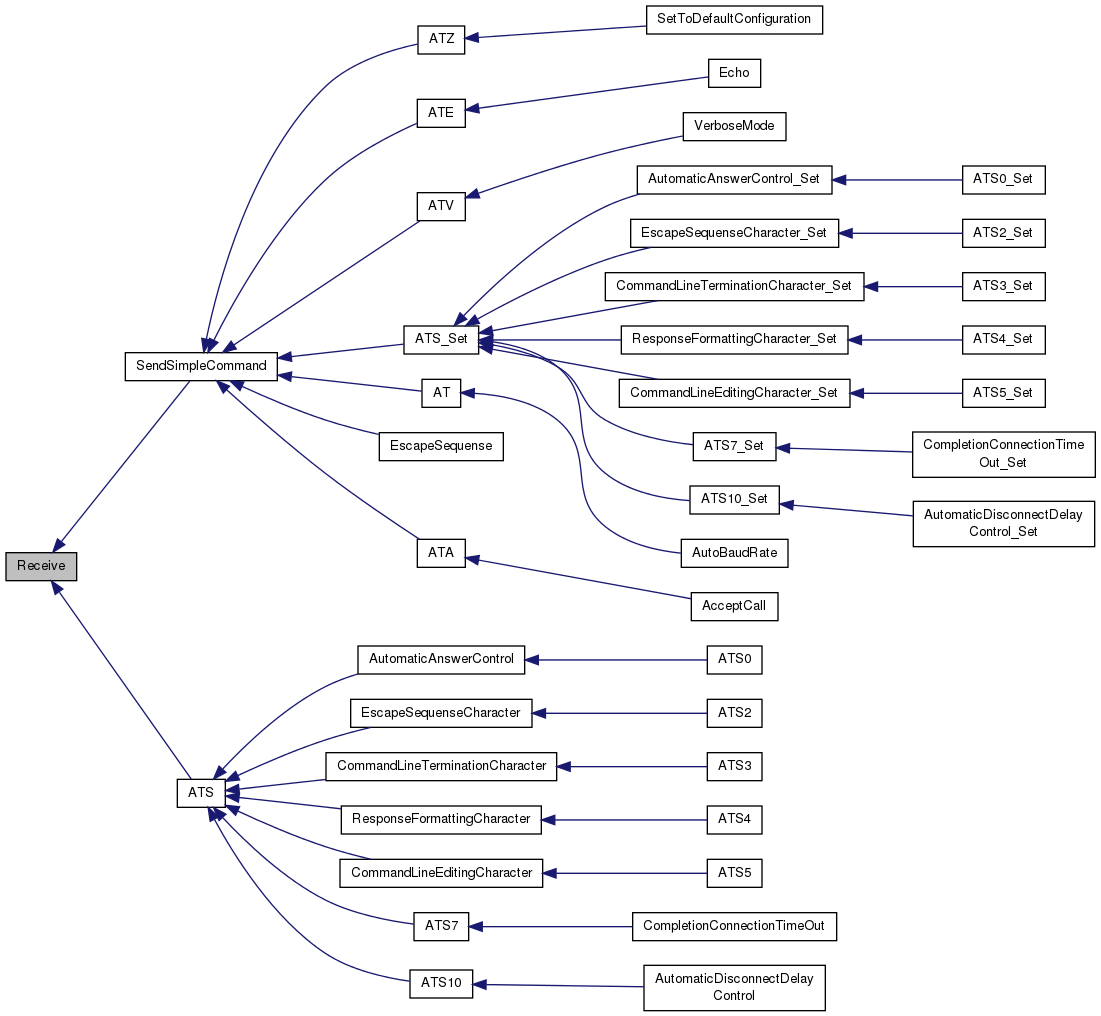 SetToDefaultConfiguration
ATZ
Echo
ATE
VerboseMode
AutomaticAnswerControl_Set
ATS0_Set
ATV
EscapeSequenseCharacter_Set
ATS2_Set
CommandLineTerminationCharacter_Set
ATS3_Set
ATS_Set
ResponseFormattingCharacter_Set
ATS4_Set
SendSimpleCommand
AT
CommandLineEditingCharacter_Set
ATS5_Set
EscapeSequense
ATS7_Set
CompletionConnectionTime
Out_Set
ATS10_Set
AutomaticDisconnectDelay
Control_Set
ATA
AutoBaudRate
Receive
AcceptCall
AutomaticAnswerControl
ATS0
EscapeSequenseCharacter
ATS2
CommandLineTerminationCharacter
ATS3
ATS
ResponseFormattingCharacter
ATS4
CommandLineEditingCharacter
ATS5
ATS7
CompletionConnectionTimeOut
ATS10
AutomaticDisconnectDelay
Control